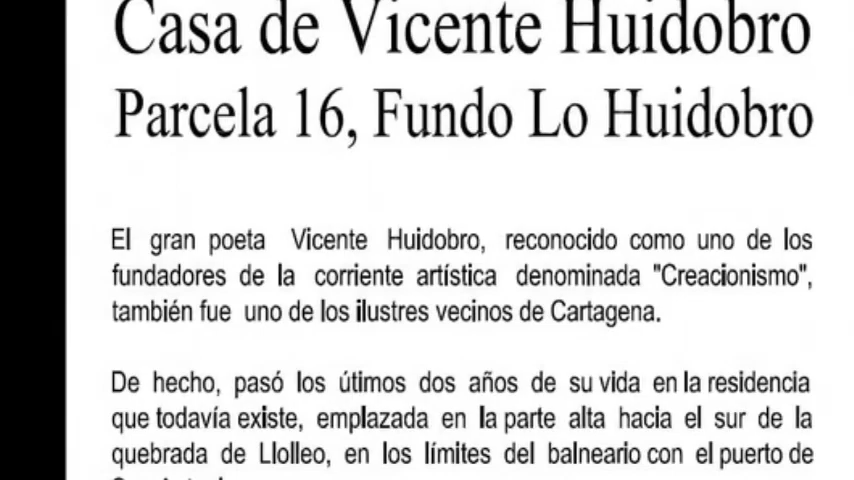 Casa de Vicente Huidobro
Parcela 16, Fundo Lo Huidobro
El gran poeta Vicente Huidobro, reconocido como uno de los
fundadores de la corriente artística denominada "Creacionismo",
también fue uno de los ilustres vecinos de Cartagena.
De hecho, pasó los útimos dos años de su vida en la residencia
que todavía existe, emplazada en la parte alta hacia el sur de la
quebrada de Llolleo, en los límites del balneario con el puerto de